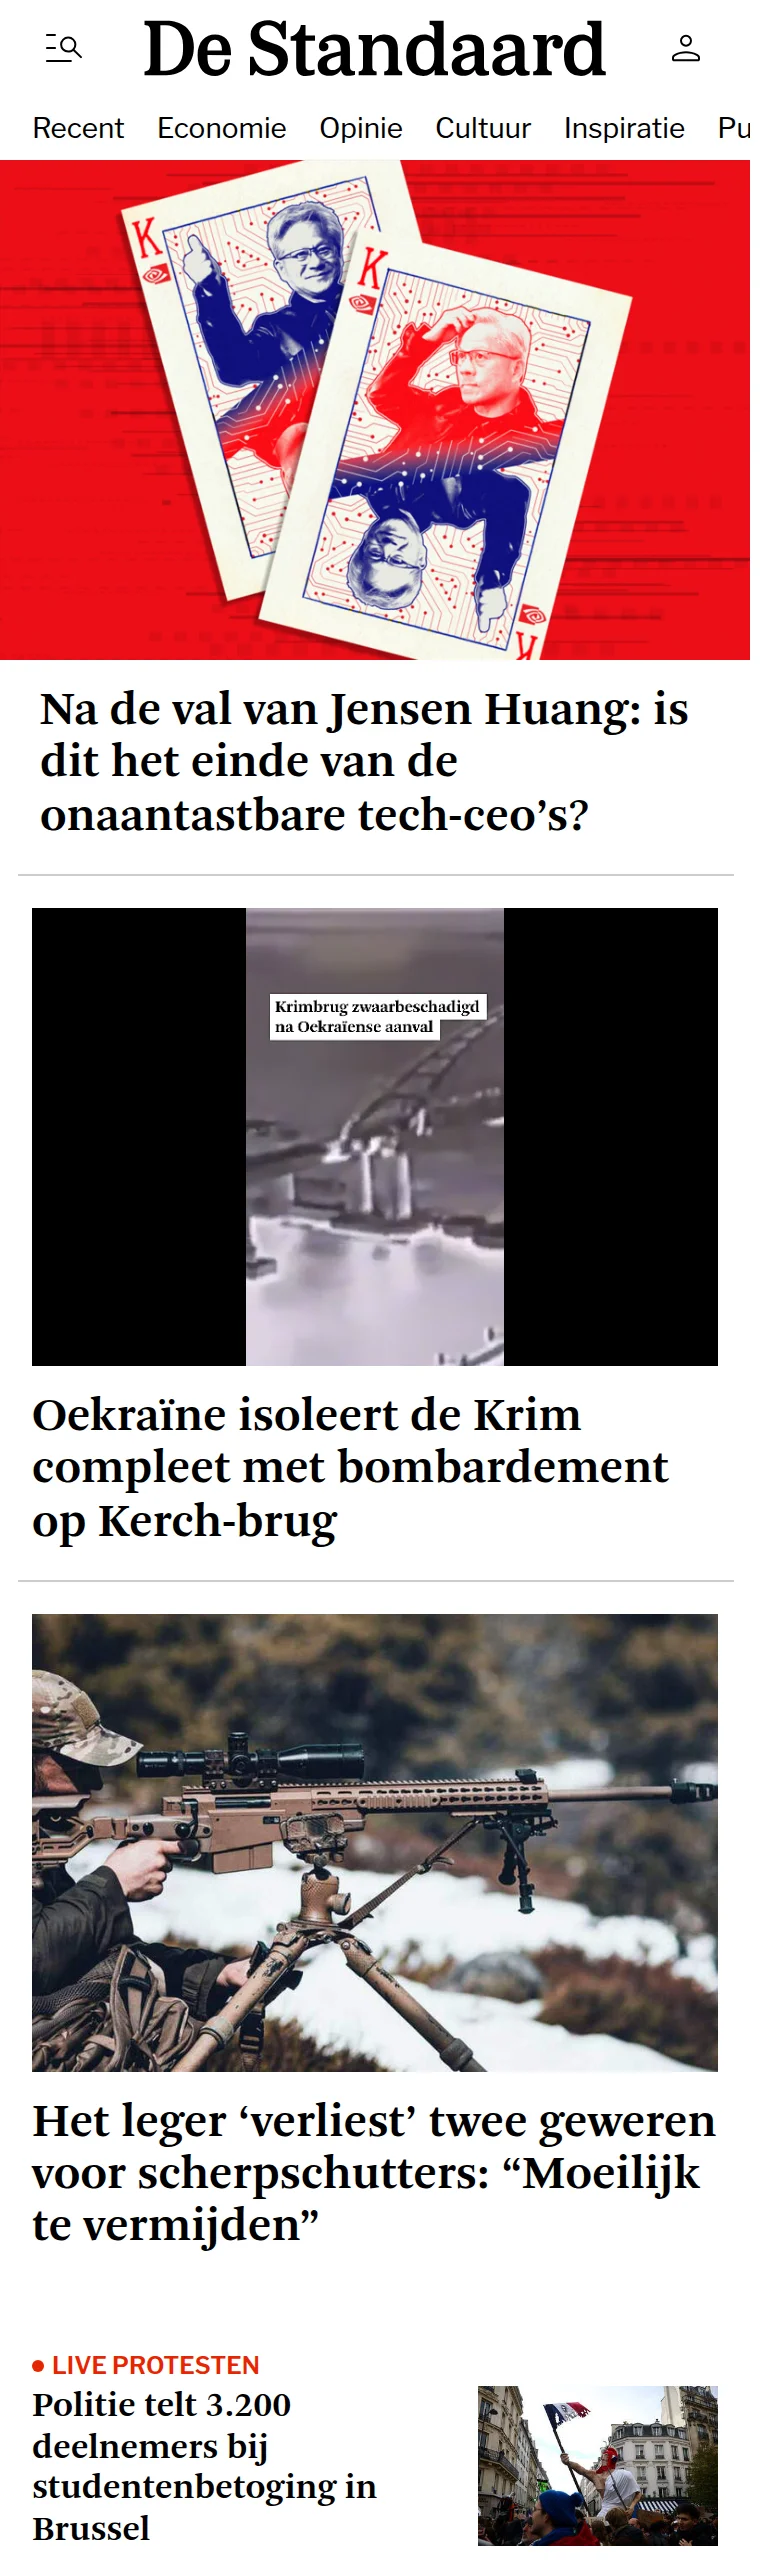 De Standaard
Recent Economie Opinie Cultuur Inspiratie Pu
K
K
K
Na de val van Jensen Huang: is
dit het einde van de
onaantastbare tech-ceo’s?
Krimbrug zwaarbeschadigd
na Oekraïense aanval
Oekraïne isoleert de Krim
compleet met bombardement
op Kerch-brug
Het leger ‘verliest’ twee geweren
voor scherpschutters: “Moeilijk
te vermijden”
LIVE PROTESTEN
Politie telt 3.200
deelnemers bij
studentenbetoging in
Brussel